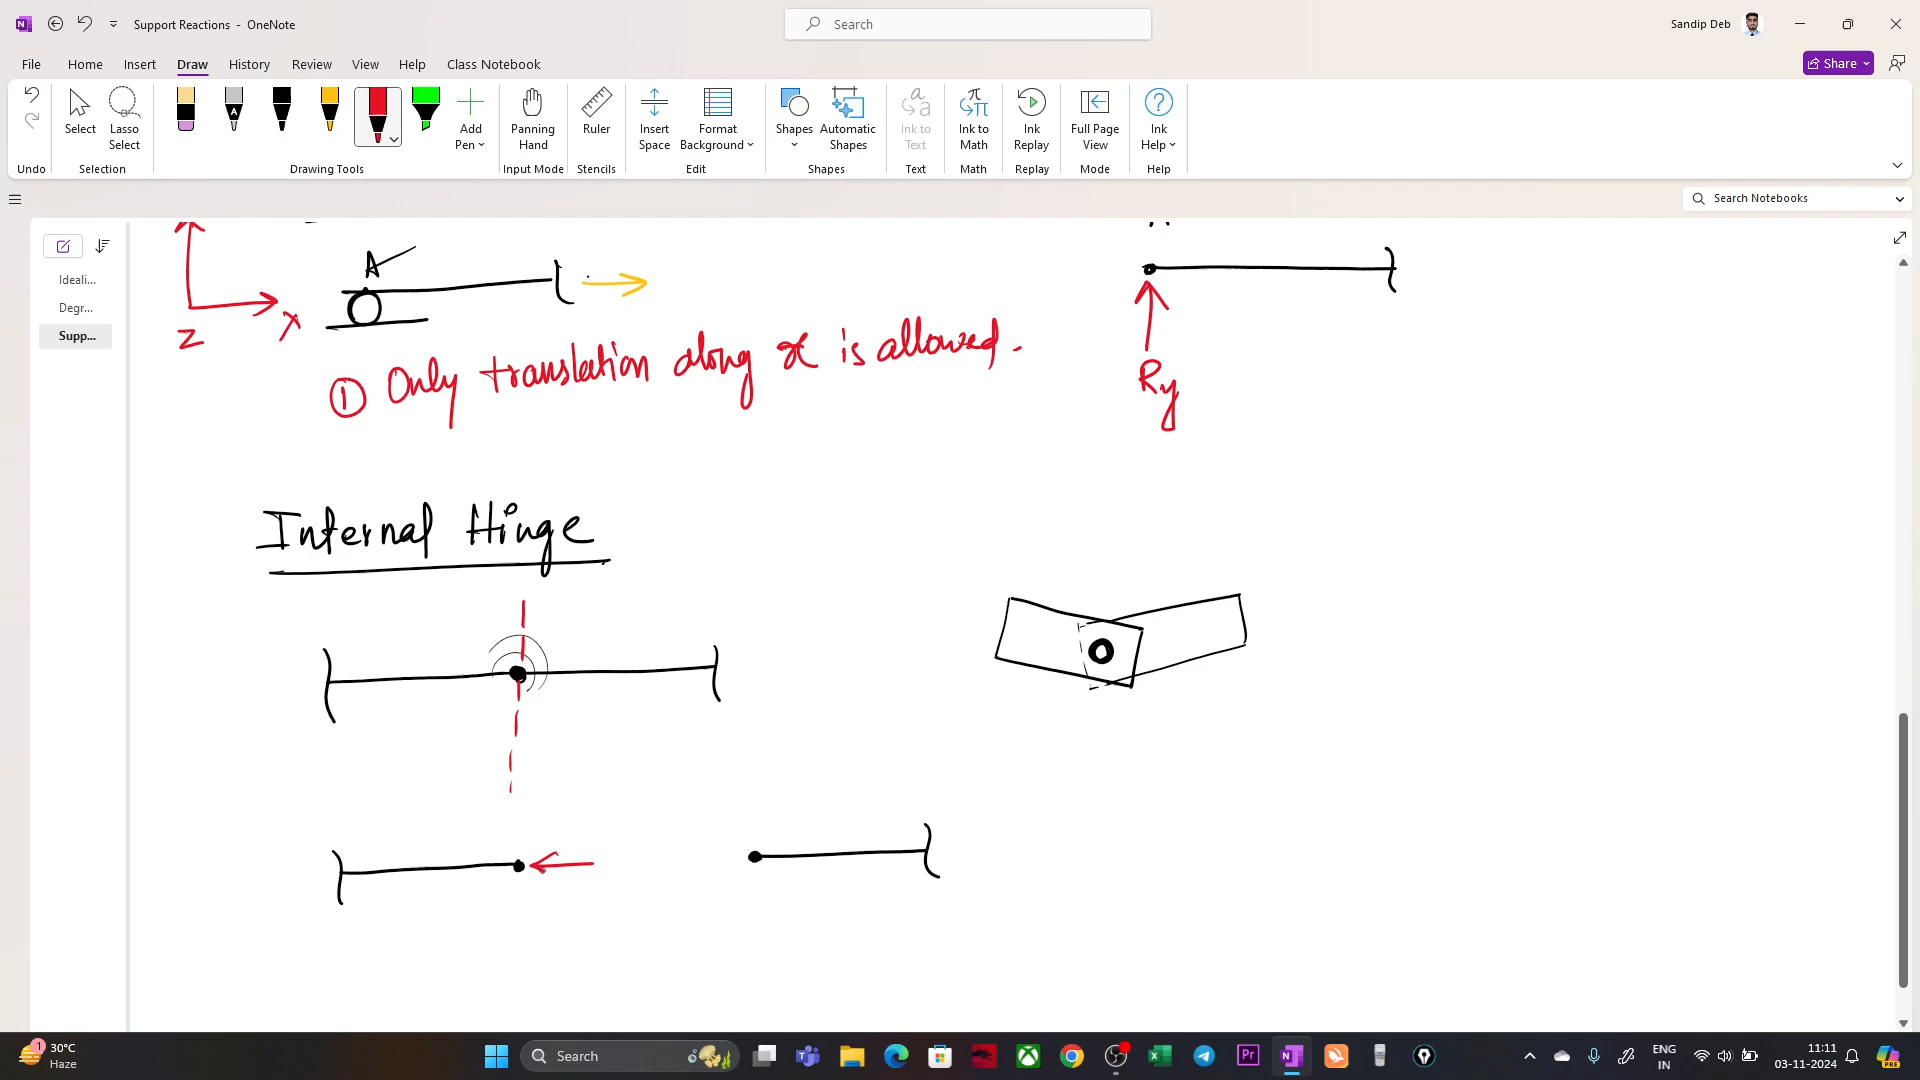 Support Reactions - OneNote
Search
Sandip Deb
File Home Insert Draw History Review View Help Class Notebook
Share
Select
Lasso Select
Add Pen
Panning Hand
Ruler
Insert Space
Format Background
Shapes
Automatic Shapes
Ink to Text
Ink to Math
Ink Replay
Full Page View
Ink Help
Undo Selection Drawing Tools Input Mode Stencils Edit Shapes Text Math Replay Mode Help
Search Notebooks
Ideali...
Degr...
Supp...
A
Z
X
① Only translation along x is allowed.
Ry
Internal Hinge
1
30°C
Haze
Search
ENG
IN
11:11
03-11-2024